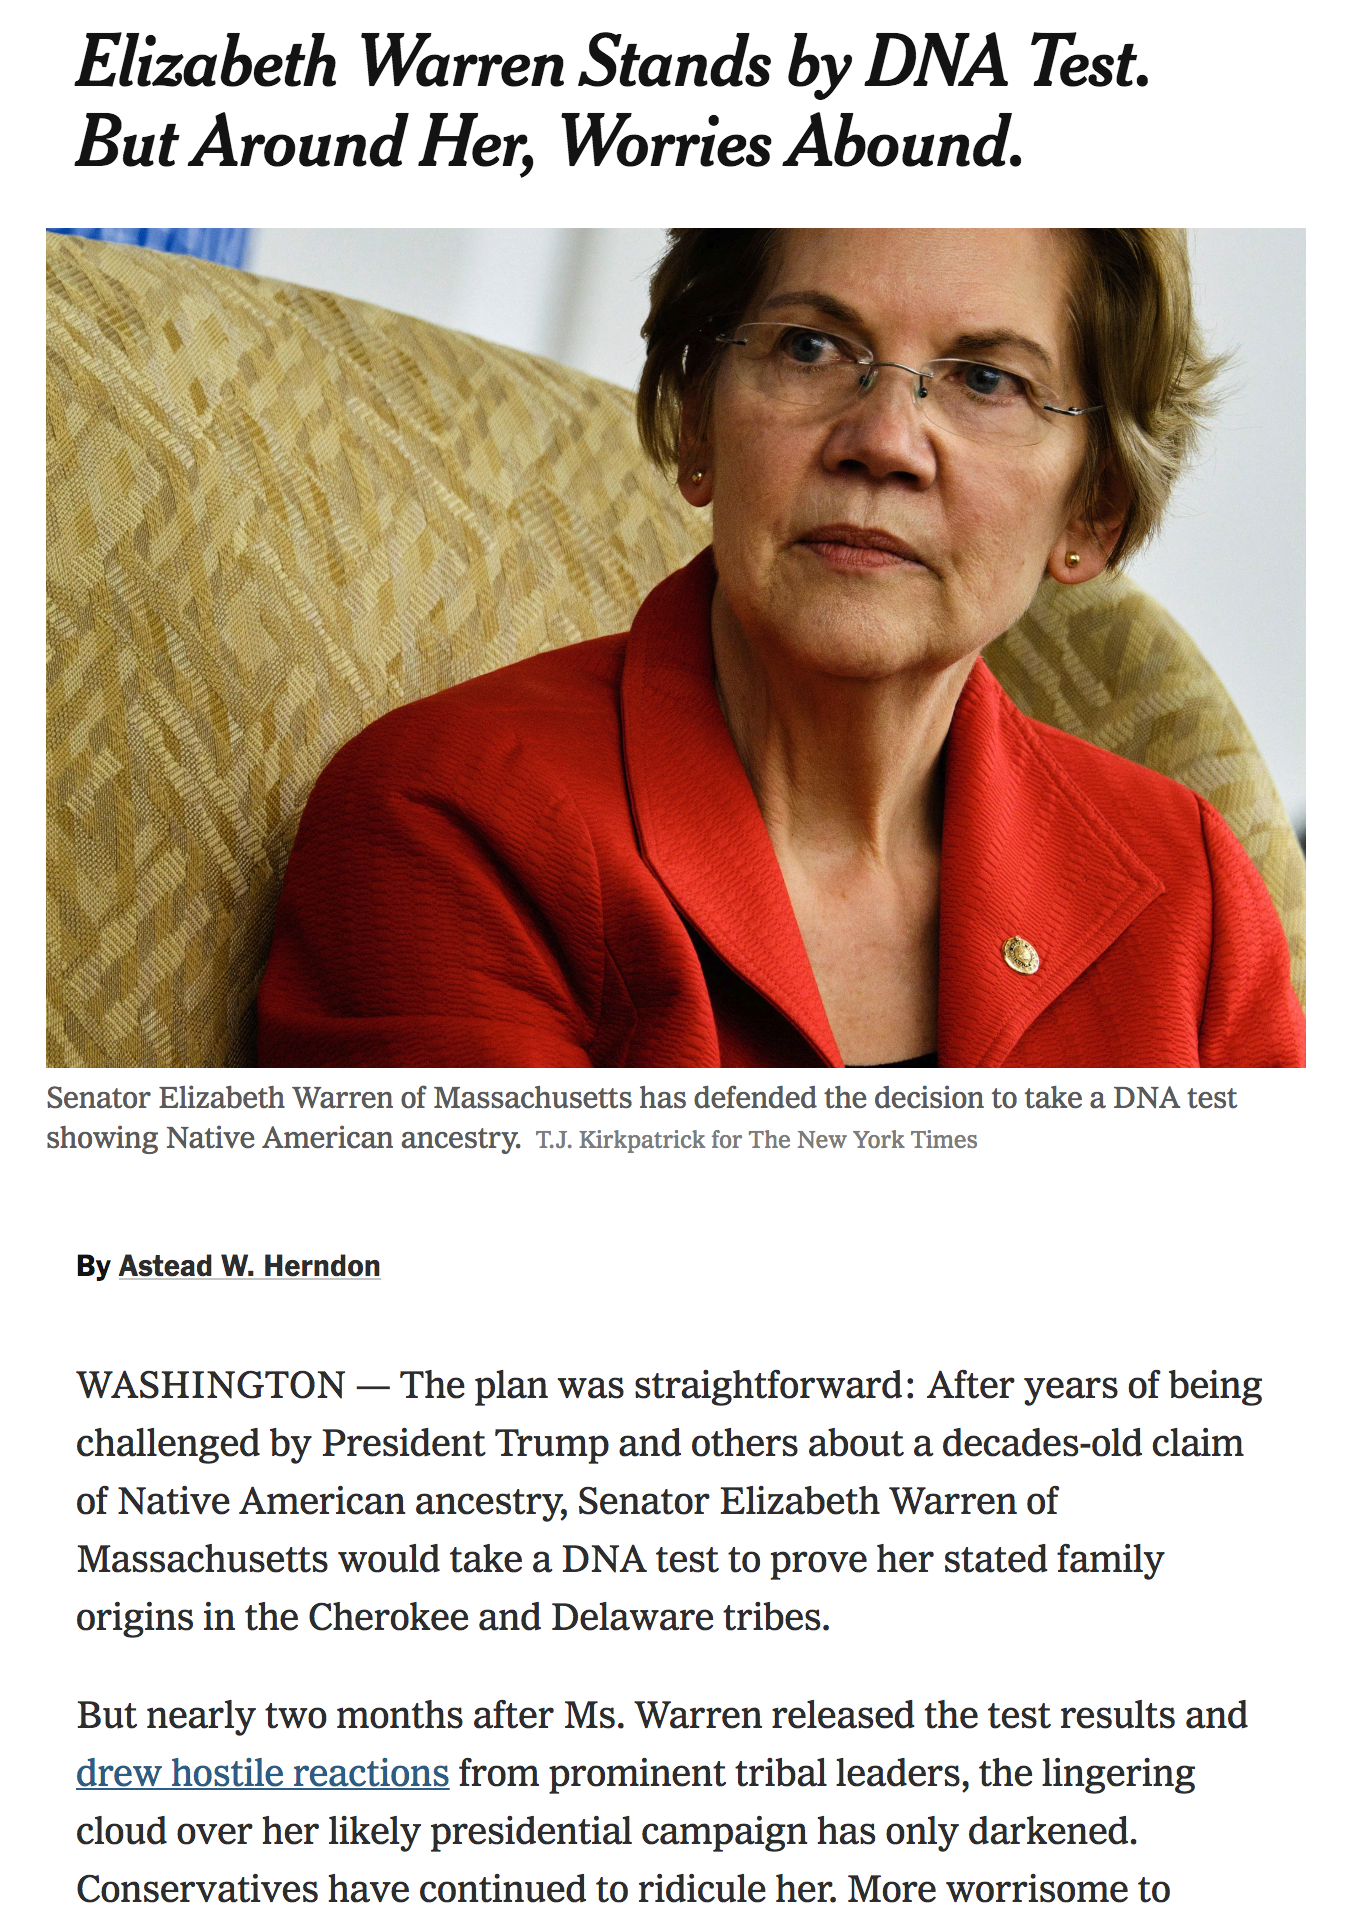 Elizabeth Warren Stands by DNA Test.
But Around Her, Worries Abound.
Senator Elizabeth Warren of Massachusetts has defended the decision to take a DNA test
showing Native American ancestry. T.J. Kirkpatrick for The New York Times
By Astead W. Herndon
WASHINGTON — The plan was straightforward: After years of being
challenged by President Trump and others about a decades-old claim
of Native American ancestry, Senator Elizabeth Warren of
Massachusetts would take a DNA test to prove her stated family
origins in the Cherokee and Delaware tribes.
But nearly two months after Ms. Warren released the test results and
drew hostile reactions from prominent tribal leaders, the lingering
cloud over her likely presidential campaign has only darkened.
Conservatives have continued to ridicule her. More worrisome to